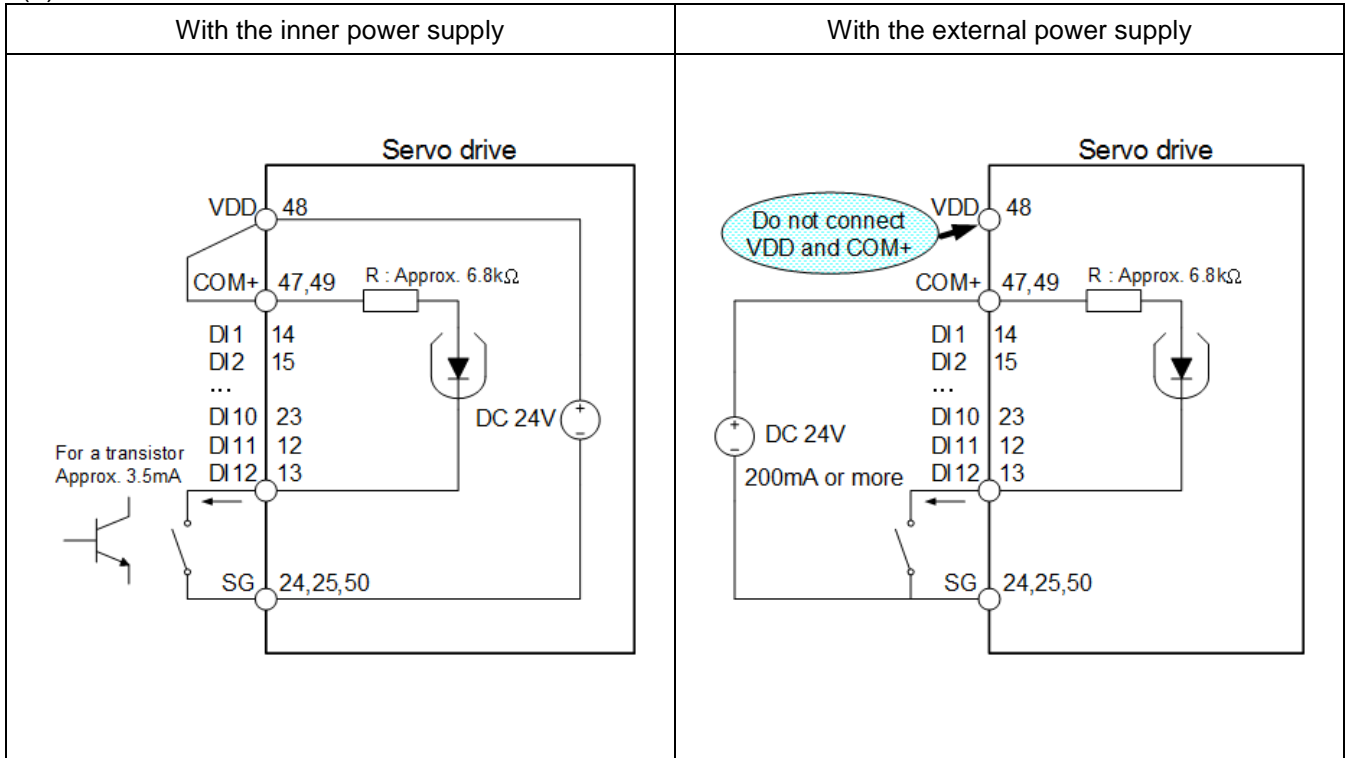 With the inner power supply
Servo drive
VDD 48
COM+ 47,49 R : Approx. 6.8kΩ
DI1 14
DI2 15
...
DI10 23
DC 24V
+
-
DI11 12
DI12 13
For a transistor
Approx. 3.5mA
SG 24,25,50
With the external power supply
Servo drive
Do not connect
VDD and COM+
VDD 48
COM+ 47,49 R : Approx. 6.8kΩ
DI1 14
DI2 15
...
DI10 23
DI11 12
DI12 13
+
-
DC 24V
200mA or more
SG 24,25,50